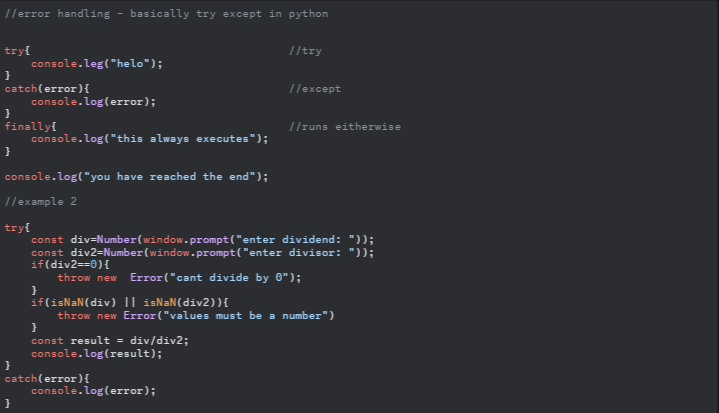 //error handling - basically try except in python
try{ //try
console.leg("helo");
}
catch(error){ //except
console.log(error);
}
finally{ //runs eitherwise
console.log("this always executes");
}
console.log("you have reached the end");
//example 2
try{
const div=Number(window.prompt("enter dividend: "));
const div2=Number(window.prompt("enter divisor: "));
if(div2==0){
throw new  Error("cant divide by 0");
}
if(isNaN(div) || isNaN(div2)){
throw new Error("values must be a number")
}
const result = div/div2;
console.log(result);
}
catch(error){
console.log(error);
}